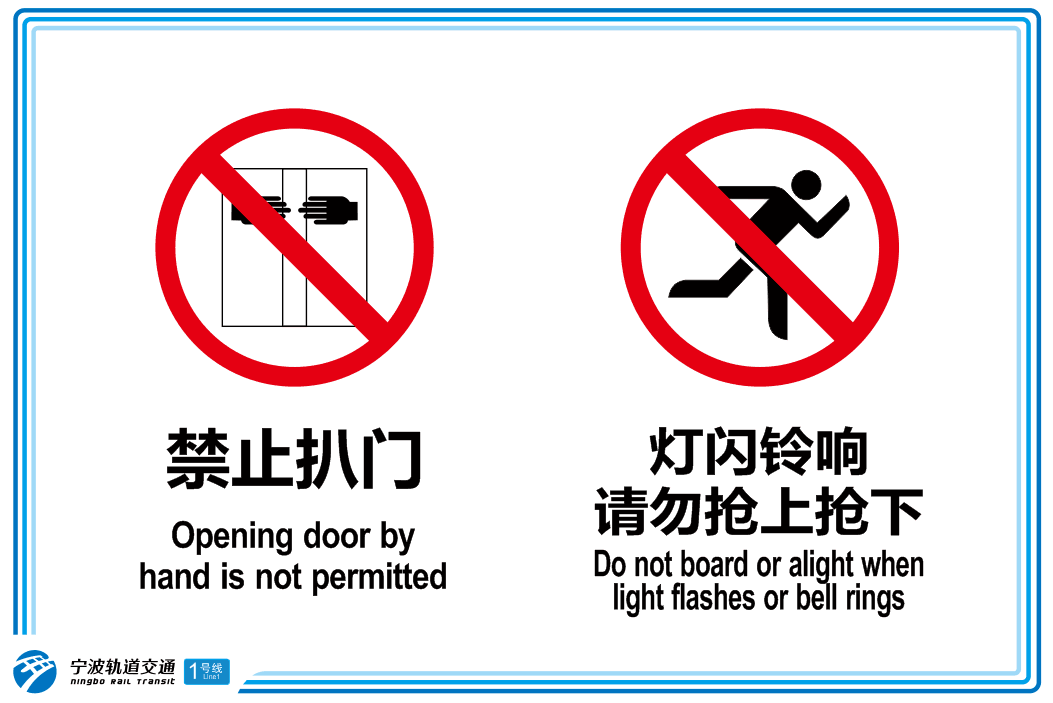 禁止扒门
Opening door by
hand is not permitted
灯闪铃响
请勿抢上抢下
Do not board or alight when
light flashes or bell rings
宁波轨道交通
NINGBO RAIL TRANSIT
1号线
Line1